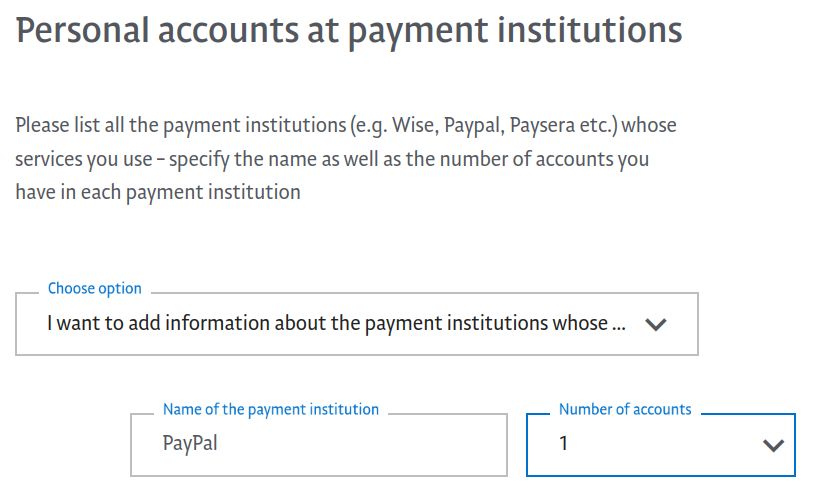 Personal accounts at payment institutions
Please list all the payment institutions (e.g. Wise, Paypal, Paysera etc.) whose
services you use – specify the name as well as the number of accounts you
have in each payment institution
Choose option
I want to add information about the payment institutions whose ...
Name of the payment institution
PayPal
Number of accounts
1